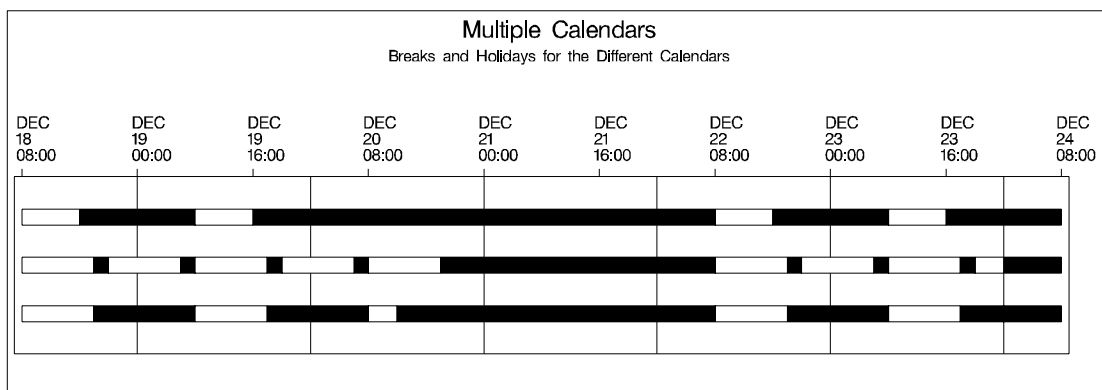 Multiple Calendars
Breaks and Holidays for the Different Calendars
DEC DEC DEC DEC DEC DEC DEC DEC DEC DEC
18 19 19 20 21 21 22 23 23 24
08:00 00:00 16:00 08:00 00:00 16:00 08:00 00:00 16:00 08:00